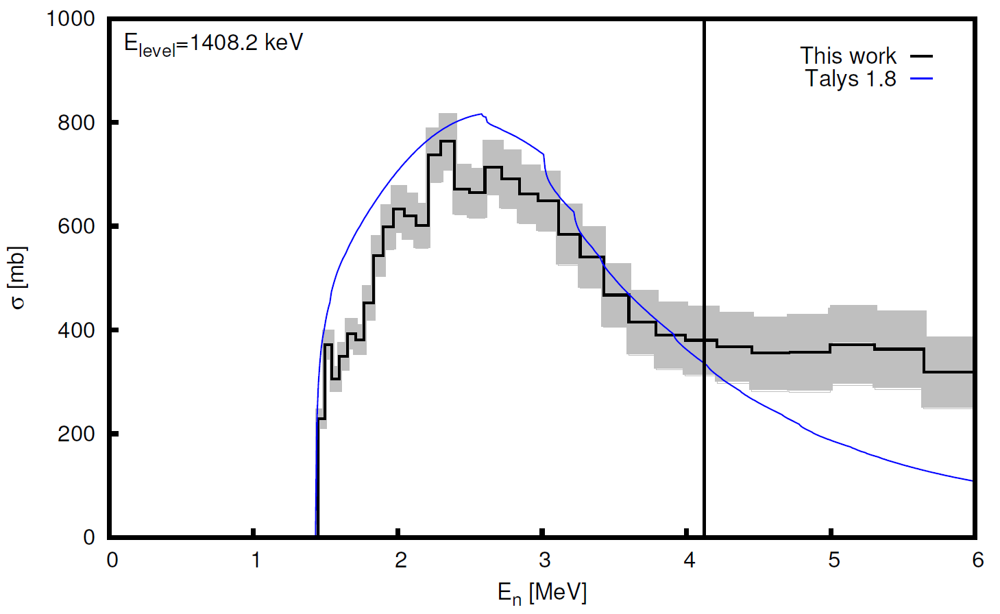 1000
E_level=1408.2 keV
This work
Talys 1.8
800
600
400
200
0
σ [mb]
0 1 2 3 4 5 6
E_n [MeV]